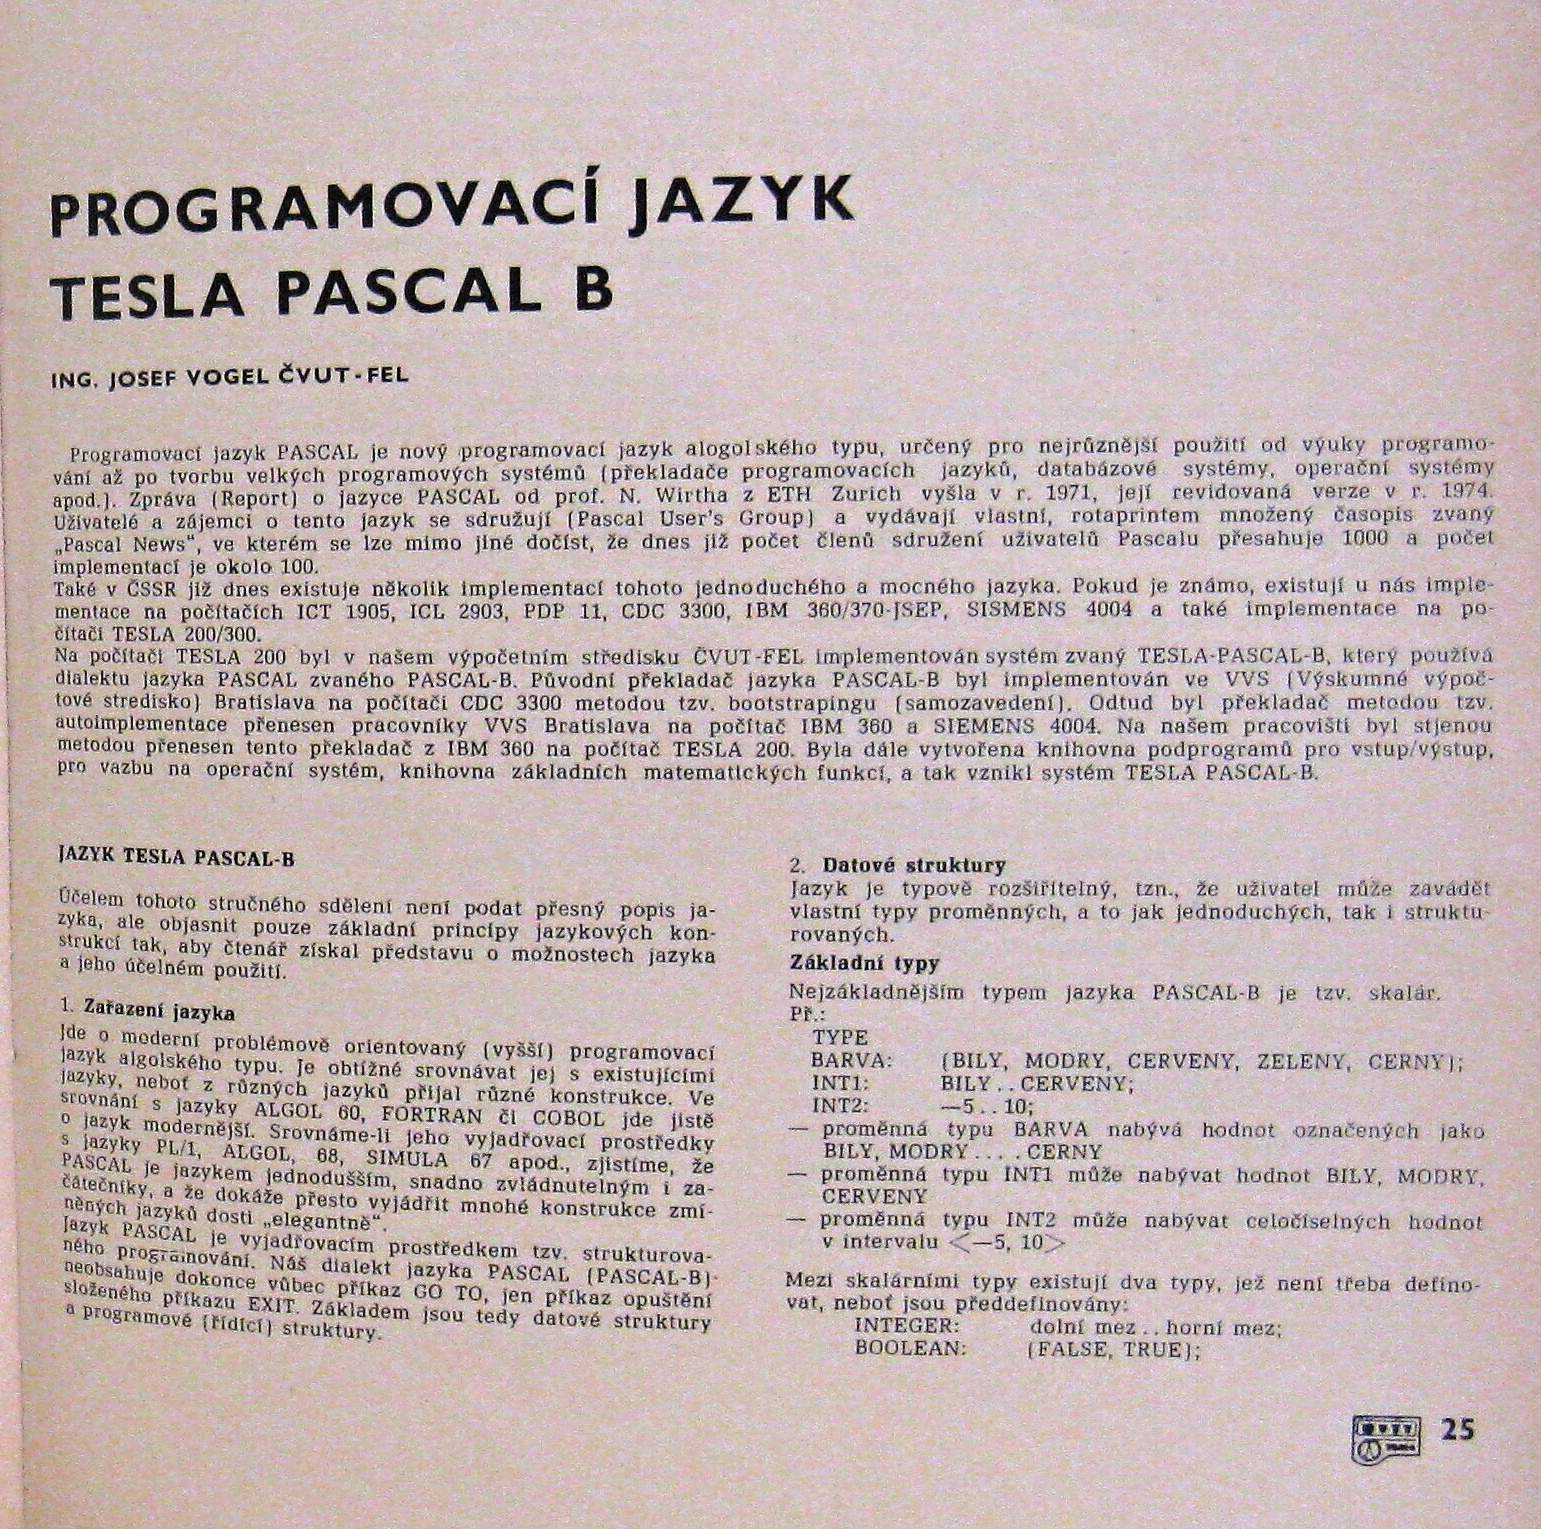 PROGRAMOVACÍ JAZYK
TESLA PASCAL B
ING. JOSEF VOGEL ČVUT-FEL
Programovací jazyk PASCAL je nový programovací jazyk alogolského typu, určený pro nejrůznější použití od výuky programo-
vání až po tvorbu velkých programových systémů (překladače programovacích jazyků, databázové systémy, operační systémy
apod.). Zpráva (Report) o jazyce PASCAL od prof. N. Wirtha z ETH Zurich vyšla v r. 1971, její revidovaná verze v r. 1974.
Uživatelé a zájemci o tento jazyk se sdružují (Pascal User's Group) a vydávají vlastní, rotaprintem množený časopis zvaný
„Pascal News“, ve kterém se lze mimo jiné dočíst, že dnes již počet členů sdružení uživatelů Pascalu přesahuje 1000 a počet
implementací je okolo 100.
Také v ČSSR již dnes existuje několik implementací tohoto jednoduchého a mocného jazyka. Pokud je známo, existují u nás imple-
mentace na počítačích ICT 1905, ICL 2903, PDP 11, CDC 3300, IBM 360/370-JSEP, SISMENS 4004 a také implementace na po-
čítači TESLA 200/300.
Na počítači TESLA 200 byl v našem výpočetním středisku ČVUT-FEL implementován systém zvaný TESLA-PASCAL-B, který používá
dialektu jazyka PASCAL zvaného PASCAL-B. Původní překladač jazyka PASCAL-B byl implementován ve VVS (Výskumné výpoč-
tové stredisko) Bratislava na počítači CDC 3300 metodou tzv. bootstrapingu (samozavedení). Odtud byl překladač metodou tzv.
autoimplementace přenesen pracovníky VVS Bratislava na počítač IBM 360 a SIEMENS 4004. Na našem pracovišti byl stjenou
metodou přenesen tento překladač z IBM 360 na počítač TESLA 200. Byla dále vytvořena knihovna podprogramů pro vstup/výstup,
pro vazbu na operační systém, knihovna základních matematických funkcí, a tak vznikl systém TESLA PASCAL-B.
JAZYK TESLA PASCAL-B
Účelem tohoto stručného sdělení není podat přesný popis ja-
zyka, ale objasnit pouze základní principy jazykových kon-
strukcí tak, aby čtenář získal představu o možnostech jazyka
a jeho účelném použití.
1. Zařazení jazyka
Jde o moderní problémově orientovaný (vyšší) programovací
jazyk algolského typu. Je obtížné srovnávat jej s existujícími
jazyky, neboť z různých jazyků přijal různé konstrukce. Ve
srovnání s jazyky ALGOL 60, FORTRAN či COBOL jde jistě
o jazyk modernější. Srovnáme-li jeho vyjadřovací prostředky
s jazyky PL/1, ALGOL, 68, SIMULA 67 apod., zjistíme, že
PASCAL je jazykem jednodušším, snadno zvládnutelným i za-
čátečníky, a že dokáže přesto vyjádřit mnohé konstrukce zmí-
něných jazyků dosti „elegantně“.
Jazyk PASCAL je vyjadřovacím prostředkem tzv. strukturova-
ného programování. Náš dialekt jazyka PASCAL (PASCAL-B)
neobsahuje dokonce vůbec příkaz GO TO, jen příkaz opuštění
složeného příkazu EXIT. Základem jsou tedy datové struktury
a programové (řídící) struktury.
2. Datové struktury
Jazyk je typově rozšiřitelný, tzn., že uživatel může zavádět
vlastní typy proměnných, a to jak jednoduchých, tak i struktu-
rovaných.
Základní typy
Nejzákladnějším typem jazyka PASCAL-B je tzv. skalár.
Př.:
TYPE
BARVA: (BILY, MODRY, CERVENY, ZELENY, CERNY);
INT1: BILY..CERVENY;
INT2: —5..10;
— proměnná typu BARVA nabývá hodnot označených jako
BILY, MODRY .... CERNY
— proměnná typu INT1 může nabývat hodnot BILY, MODRY,
CERVENY
— proměnná typu INT2 může nabývat celočíselných hodnot
v intervalu <—5, 10>
Mezi skalárními typy existují dva typy, jež není třeba defino-
vat, neboť jsou předdefinovány:
INTEGER: dolní mez .. horní mez;
BOOLEAN: (FALSE, TRUE);
25